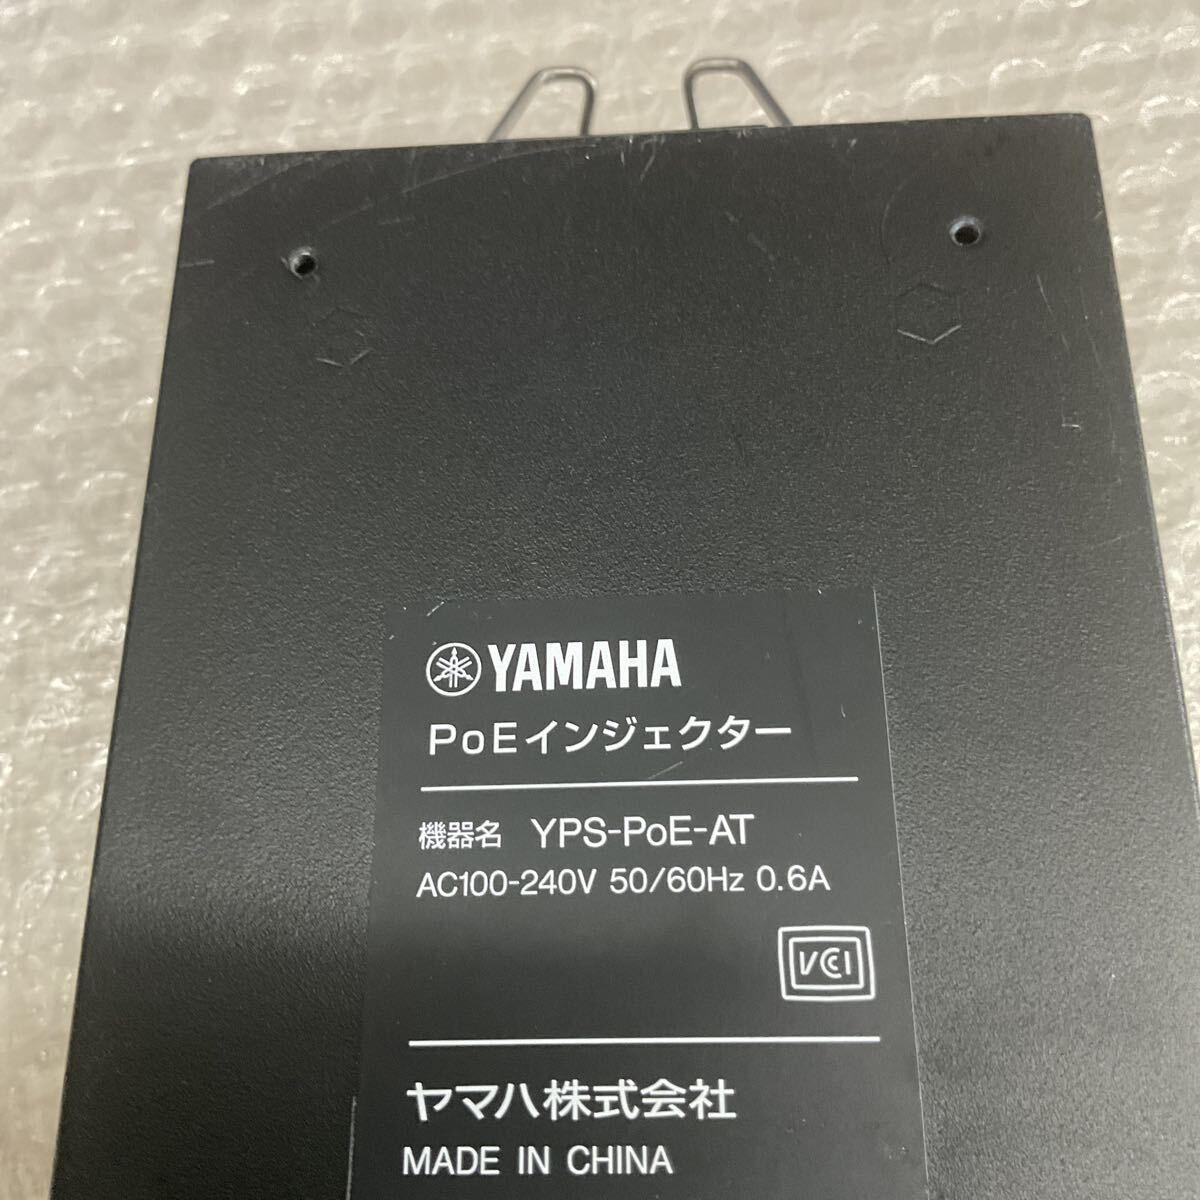 YAMAHA
PoEインジェクター
機器名 YPS-PoE-AT
AC100-240V 50/60Hz 0.6A
VCCI
ヤマハ株式会社
MADE IN CHINA